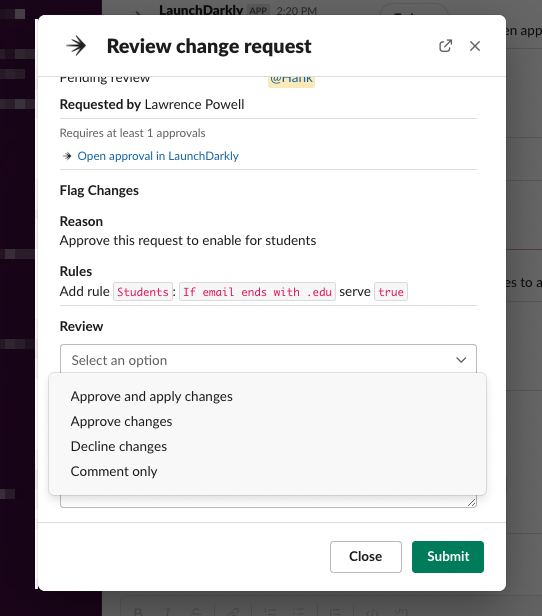 LaunchDarkly APP 2:20 PM
Review change request
Pending review @Hank
Requested by Lawrence Powell
Requires at least 1 approvals
Open approval in LaunchDarkly
Flag Changes
Reason
Approve this request to enable for students
Rules
Add rule Students: If email ends with .edu serve true
Review
Select an option
Approve and apply changes
Approve changes
Decline changes
Comment only
Close Submit